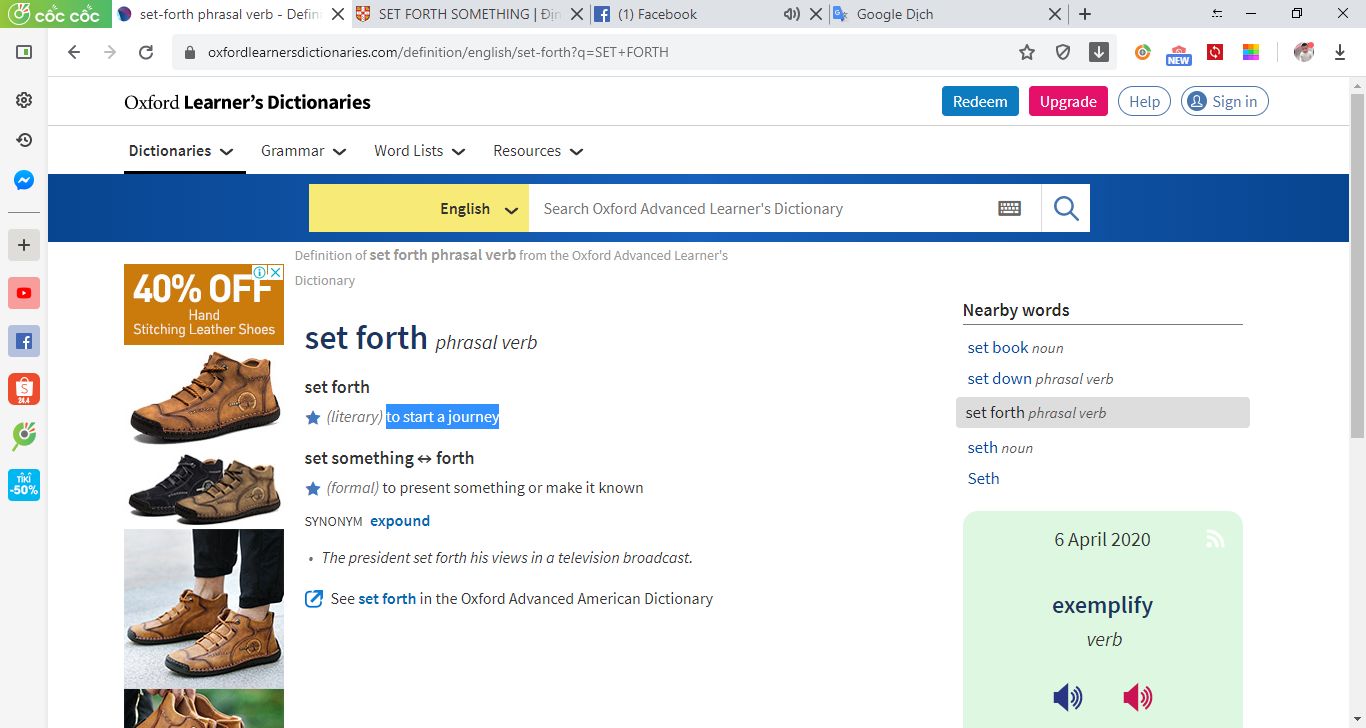 CỐC CỐC
set-forth phrasal verb - Defin
SET FORTH SOMETHING | Địn
(1) Facebook
Google Dịch
oxfordlearnersdictionaries.com/definition/english/set-forth?q=SET+FORTH
NEW
Oxford Learner's Dictionaries
Redeem
Upgrade
Help
Sign in
Dictionaries
Grammar
Word Lists
Resources
English
Search Oxford Advanced Learner's Dictionary
24.4
TIKI
-50%
40% OFF
Hand
Stitching Leather Shoes
Definition of set forth phrasal verb from the Oxford Advanced Learner's
Dictionary
set forth phrasal verb
set forth
(literary) to start a journey
set something ↔ forth
(formal) to present something or make it known
SYNONYM expound
• The president set forth his views in a television broadcast.
See set forth in the Oxford Advanced American Dictionary
Nearby words
set book noun
set down phrasal verb
set forth phrasal verb
seth noun
Seth
6 April 2020
exemplify
verb